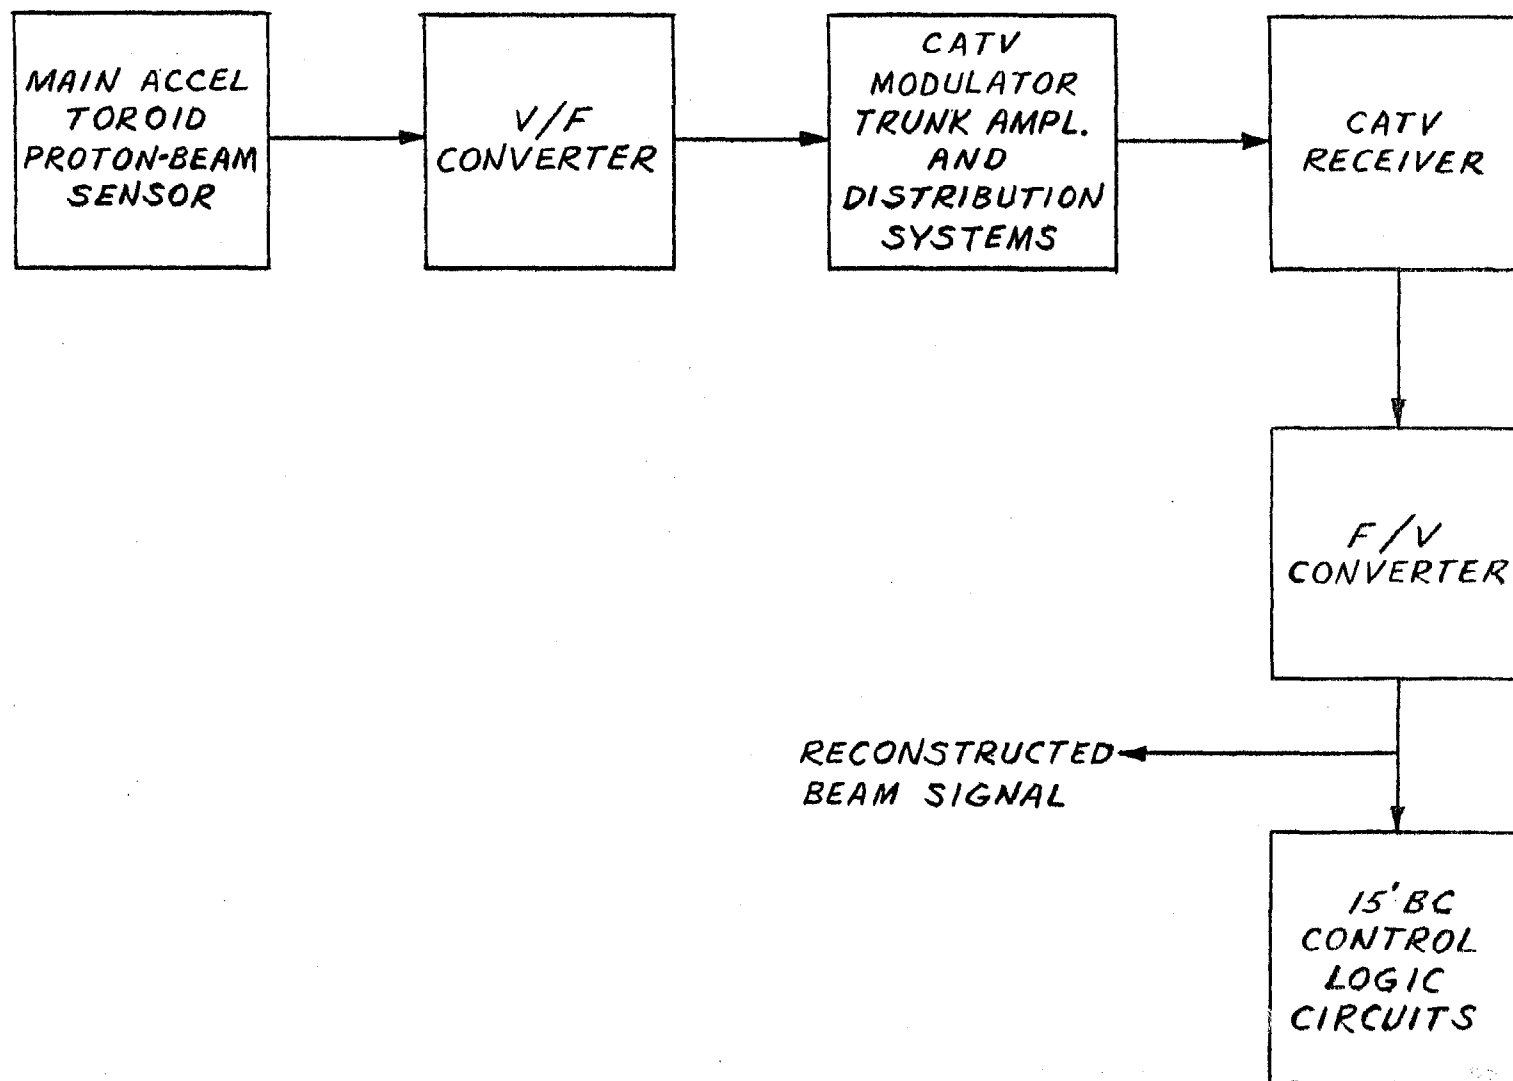 MAIN ACCEL
TOROID
PROTON-BEAM
SENSOR
V/F
CONVERTER
CATV
MODULATOR
TRUNK AMPL.
AND
DISTRIBUTION
SYSTEMS
CATV
RECEIVER
F/V
CONVERTER
RECONSTRUCTED
BEAM SIGNAL
15' BC
CONTROL
LOGIC
CIRCUITS